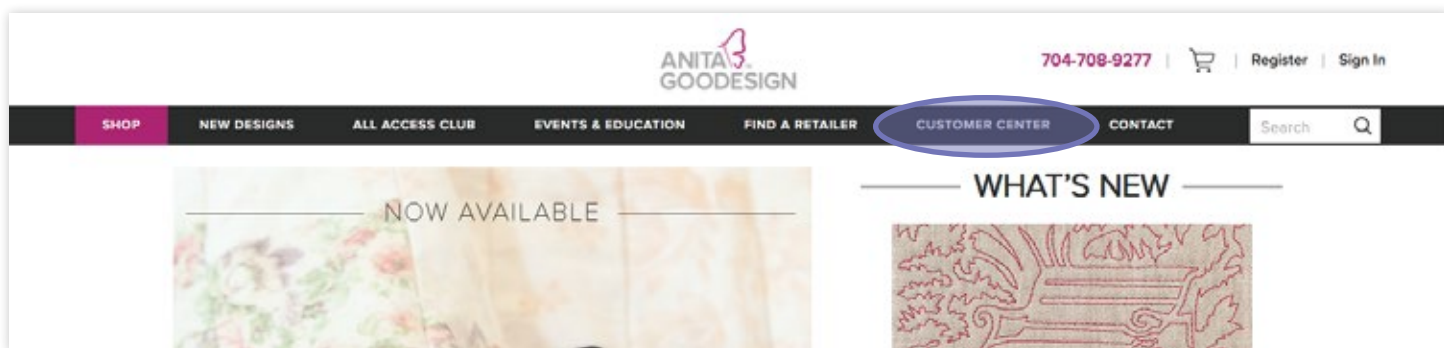 ANITA
GOODESIGN
704-708-9277 | | Register | Sign In
SHOP NEW DESIGNS ALL ACCESS CLUB EVENTS & EDUCATION FIND A RETAILER CUSTOMER CENTER CONTACT Search
NOW AVAILABLE
WHAT'S NEW